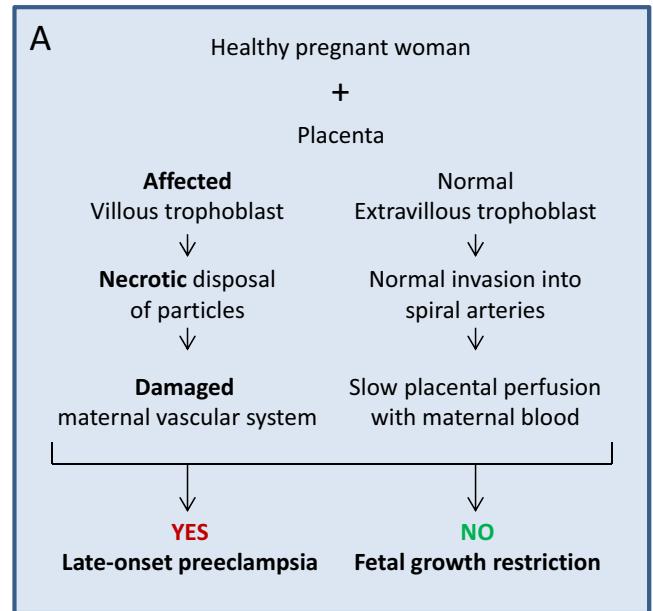 A
Healthy pregnant woman
+
Placenta
Affected
Villous trophoblast
Necrotic disposal
of particles
Damaged
maternal vascular system
Normal
Extravillous trophoblast
Normal invasion into
spiral arteries
Slow placental perfusion
with maternal blood
YES
Late-onset preeclampsia
NO
Fetal growth restriction